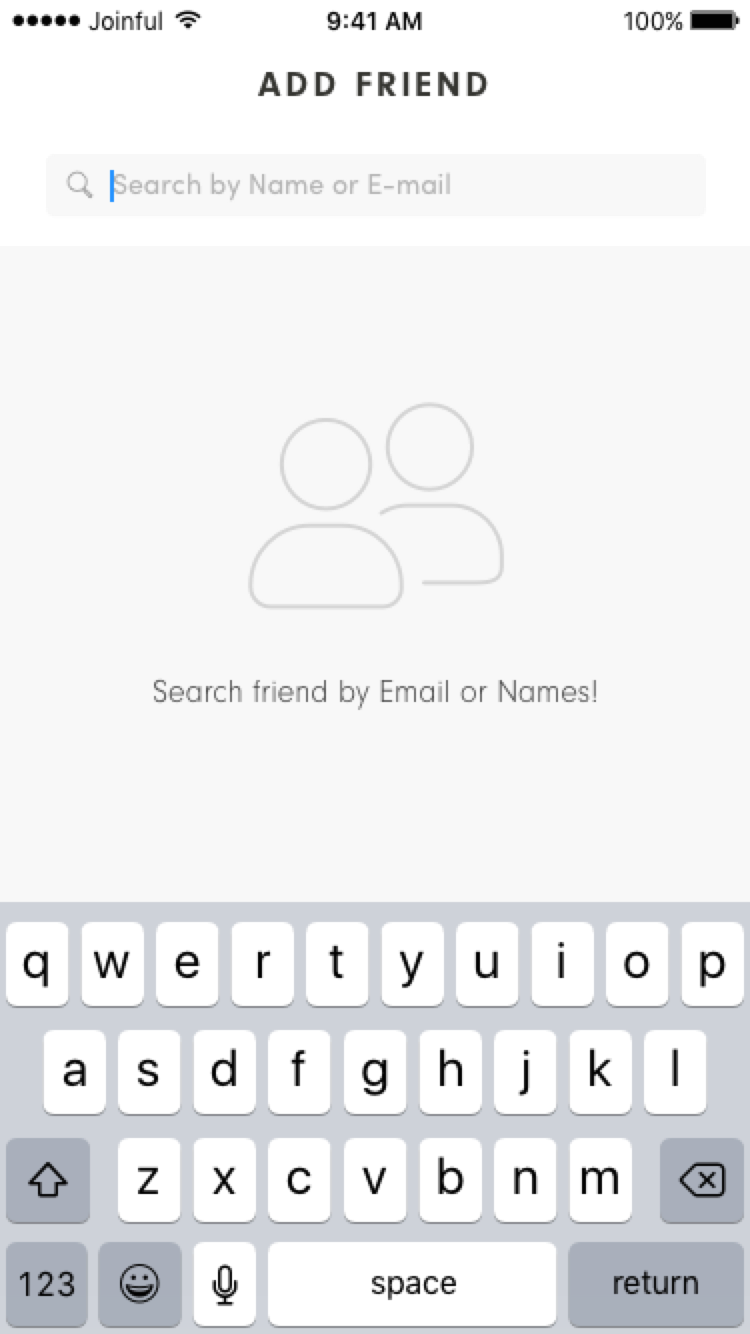 Joinful 9:41 AM 100%
ADD FRIEND
Search by Name or E-mail
Search friend by Email or Names!
q w e r t y u i o p
a s d f g h j k l
z x c v b n m
123 space return